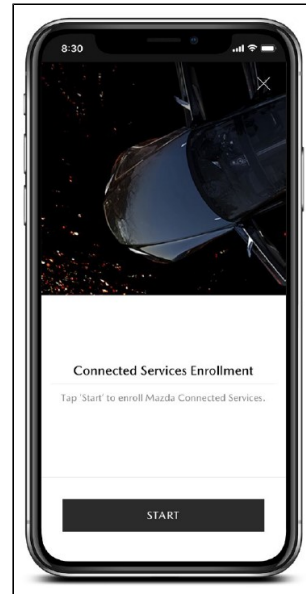 8:30
Connected Services Enrollment
Tap 'Start' to enroll Mazda Connected Services.
START